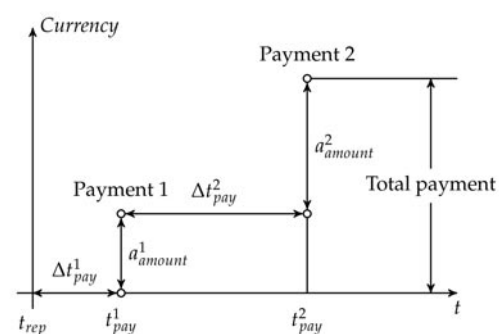 Currency
Payment 2
a²amount
Payment 1
Δt²pay
Total payment
Δt¹pay
a¹amount
t
trep
t¹pay
t²pay